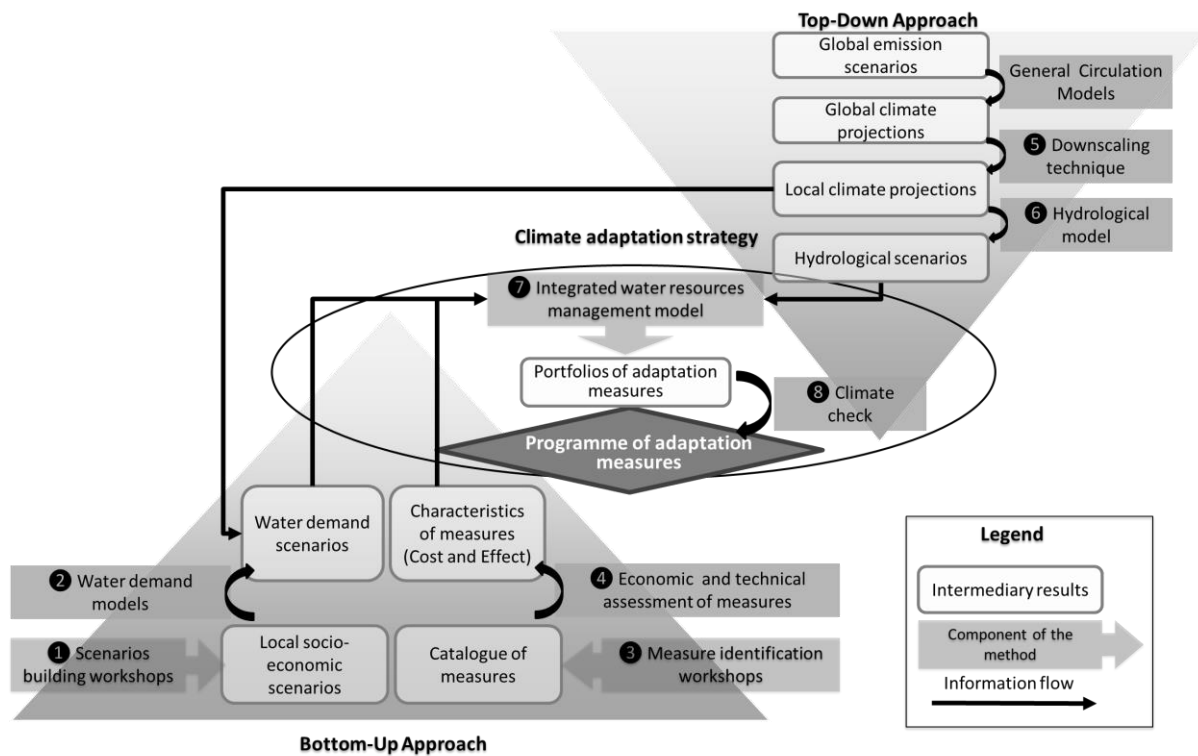 Top-Down Approach
Global emission
scenarios
General Circulation
Models
Global climate
projections
5 Downscaling
technique
Local climate projections
6 Hydrological
model
Climate adaptation strategy
Hydrological scenarios
7 Integrated water resources
management model
Portfolios of adaptation
measures
8 Climate
check
Programme of adaptation
measures
Water demand
scenarios
Characteristics
of measures
(Cost and Effect)
2 Water demand
models
4 Economic and technical
assessment of measures
1 Scenarios
building workshops
Local socio-
economic
scenarios
Catalogue of
measures
3 Measure identification
workshops
Bottom-Up Approach
Legend
Intermediary results
Component of the
method
Information flow